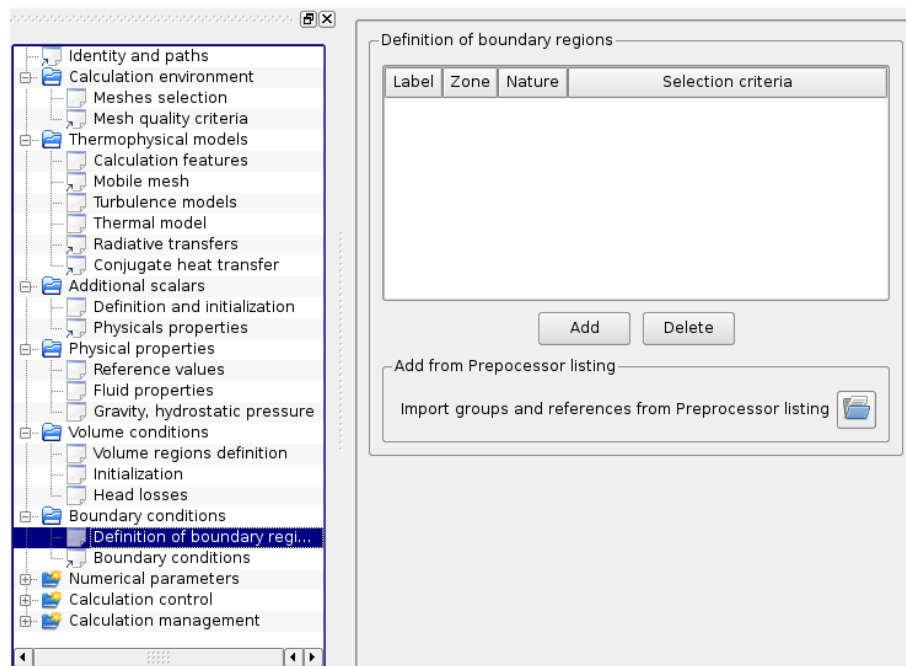 Identity and paths
Calculation environment
Meshes selection
Mesh quality criteria
Thermophysical models
Calculation features
Mobile mesh
Turbulence models
Thermal model
Radiative transfers
Conjugate heat transfer
Additional scalars
Definition and initialization
Physicals properties
Physical properties
Reference values
Fluid properties
Gravity, hydrostatic pressure
Volume conditions
Volume regions definition
Initialization
Head losses
Boundary conditions
Definition of boundary regi...
Boundary conditions
Numerical parameters
Calculation control
Calculation management
Definition of boundary regions
Label Zone Nature Selection criteria
Add Delete
Add from Prepocessor listing
Import groups and references from Preprocessor listing